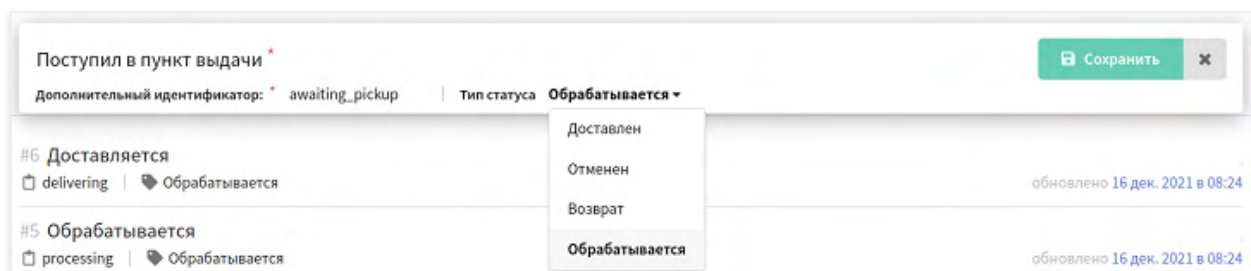 Поступил в пункт выдачи *
Сохранить ×
Дополнительный идентификатор: * awaiting_pickup | Тип статуса Обрабатывается
Доставлен
Отменен
Возврат
Обрабатывается
#6 Доставляется
delivering | Обрабатывается
обновлено 16 дек. 2021 в 08:24
#5 Обрабатывается
processing | Обрабатывается
обновлено 16 дек. 2021 в 08:24